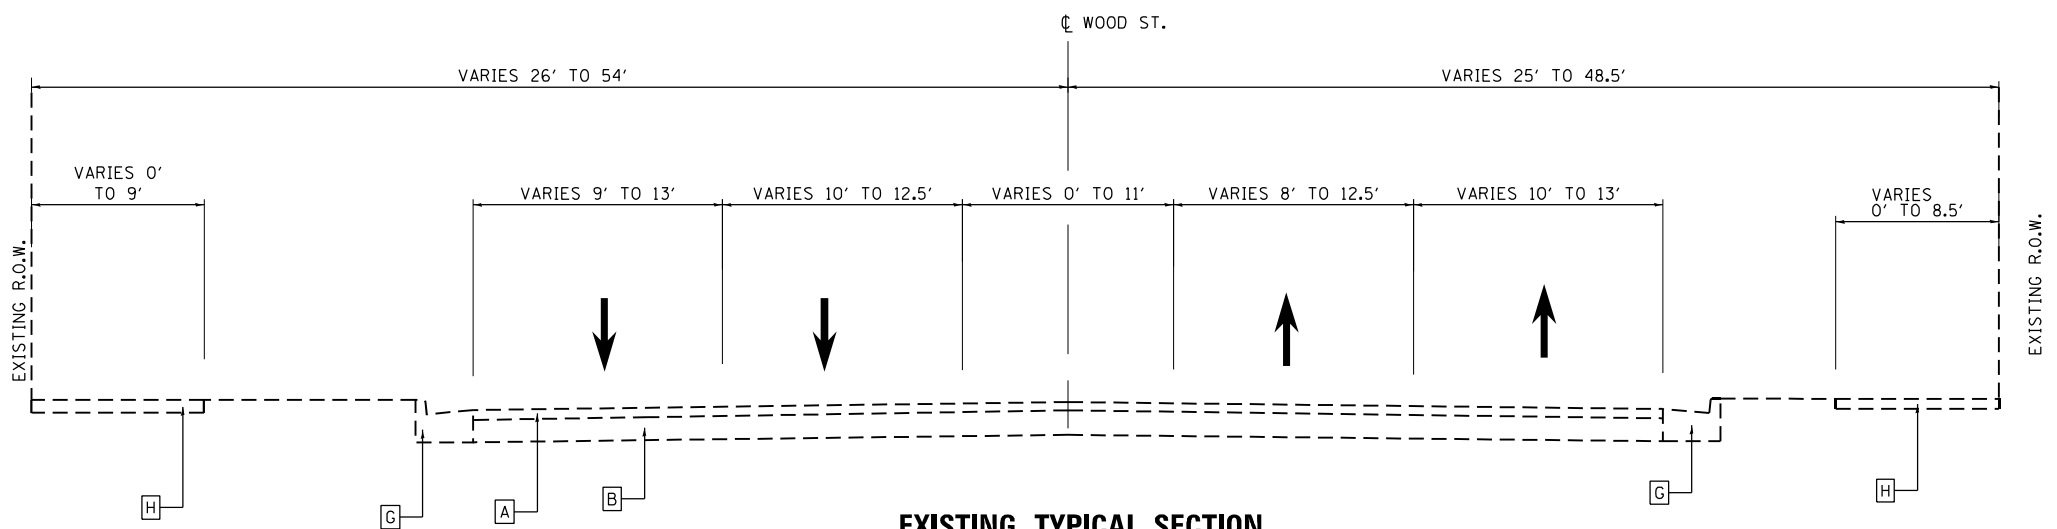 ℄ WOOD ST.
VARIES 26' TO 54'
VARIES 25' TO 48.5'
VARIES 0'
TO 9'
VARIES 9' TO 13'
VARIES 10' TO 12.5'
VARIES 0' TO 11'
VARIES 8' TO 12.5'
VARIES 10' TO 13'
VARIES
0' TO 8.5'
EXISTING R.O.W.
EXISTING R.O.W.
H
G
A
B
G
H
EXISTING TYPICAL SECTION